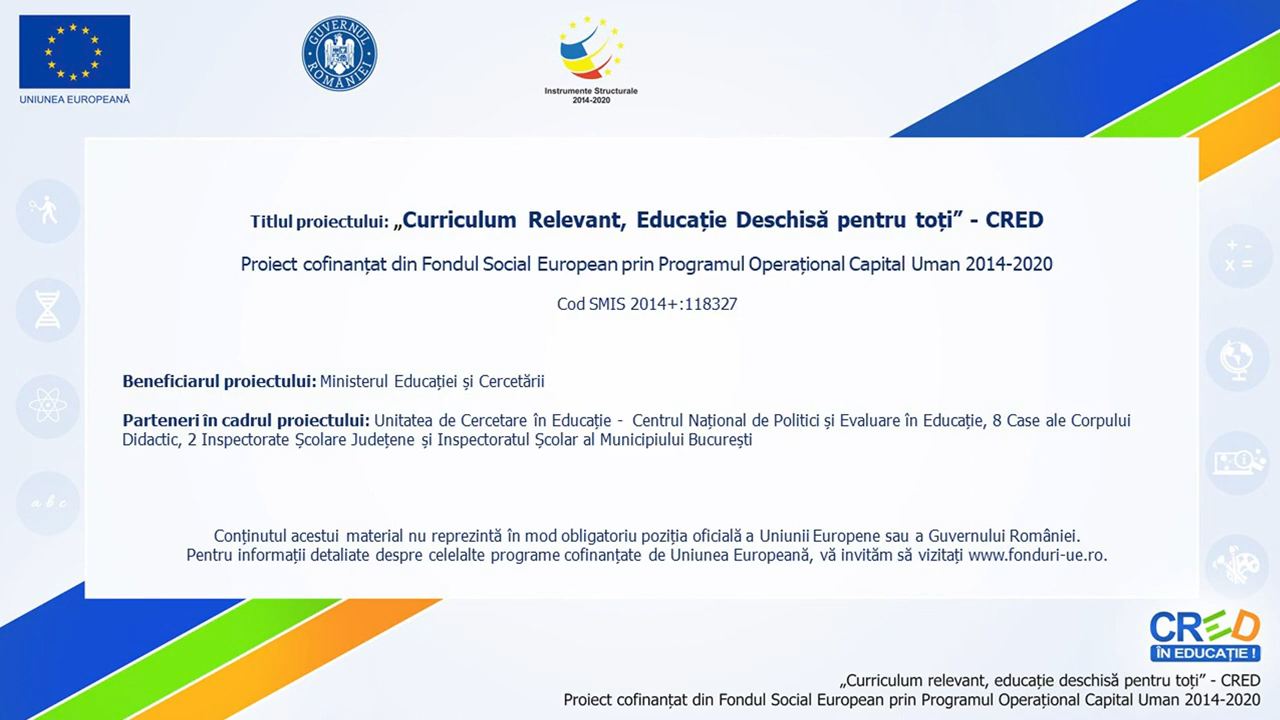 UNIUNEA EUROPEANĂ
GUVERNUL ROMÂNIEI
Instrumente Structurale
2014-2020
Titlul proiectului: „Curriculum Relevant, Educație Deschisă pentru toți” - CRED
Proiect cofinanțat din Fondul Social European prin Programul Operațional Capital Uman 2014-2020
Cod SMIS 2014+:118327
Beneficiarul proiectului: Ministerul Educației și Cercetării
Parteneri în cadrul proiectului: Unitatea de Cercetare în Educație - Centrul Național de Politici și Evaluare în Educație, 8 Case ale Corpului
Didactic, 2 Inspectorate Școlare Județene și Inspectoratul Școlar al Municipiului București
Conținutul acestui material nu reprezintă în mod obligatoriu poziția oficială a Uniunii Europene sau a Guvernului României.
Pentru informații detaliate despre celelalte programe cofinanțate de Uniunea Europeană, vă invităm să vizitați www.fonduri-ue.ro.
+ -
x =
a b c
CRED
ÎN EDUCAȚIE !
„Curriculum relevant, educație deschisă pentru toți” - CRED
Proiect cofinanțat din Fondul Social European prin Programul Operațional Capital Uman 2014-2020